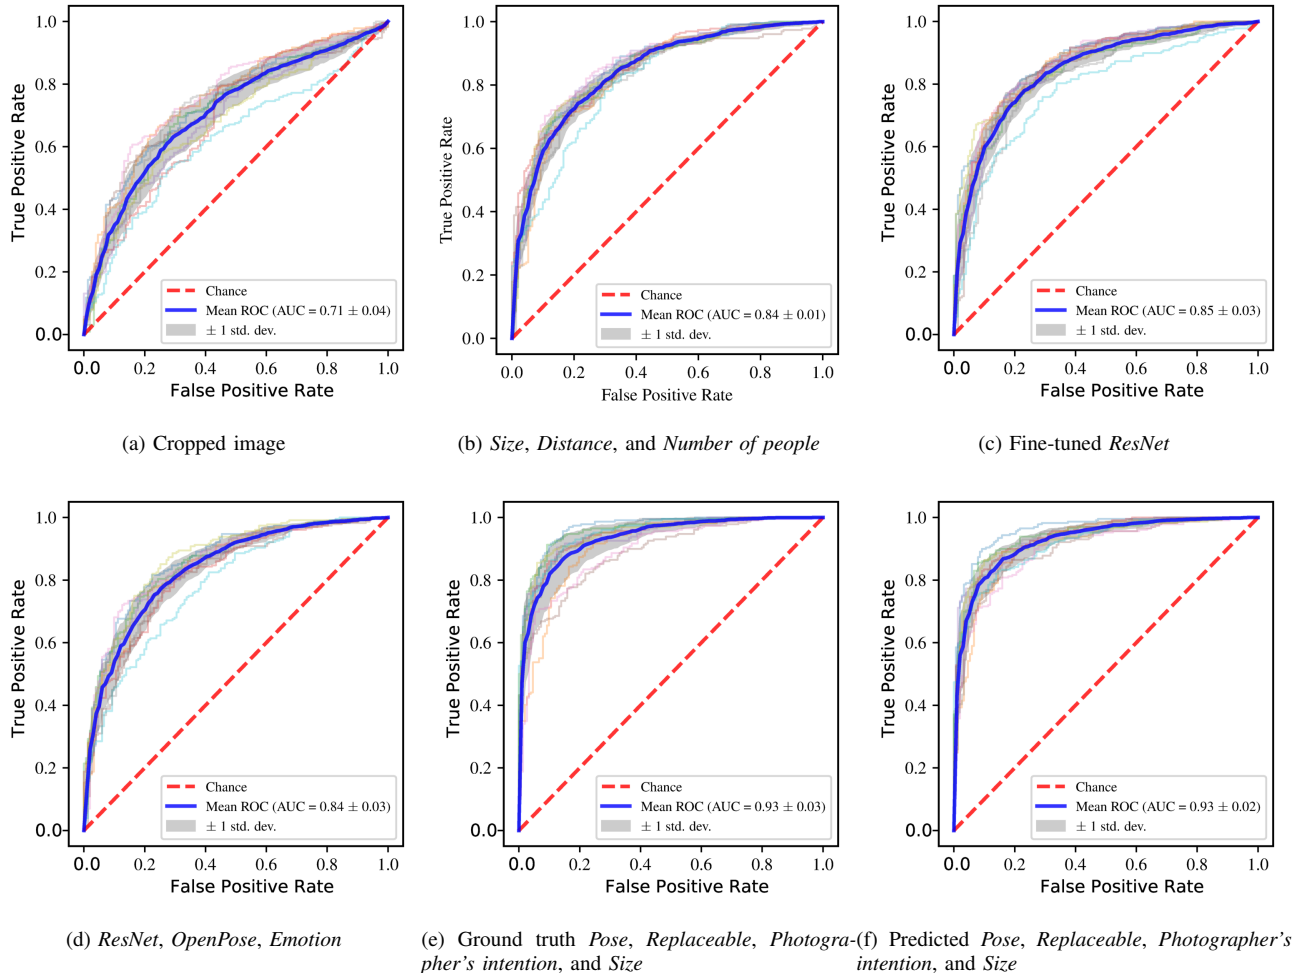 1.0
0.8
0.6
0.4
0.2
0.0
True Positive Rate
Chance
Mean ROC (AUC = 0.71 ± 0.04)
± 1 std. dev.
0.0 0.2 0.4 0.6 0.8 1.0
False Positive Rate
(a) Cropped image
1.0
0.8
0.6
0.4
0.2
0.0
True Positive Rate
Chance
Mean ROC (AUC = 0.84 ± 0.01)
± 1 std. dev.
0.0 0.2 0.4 0.6 0.8 1.0
False Positive Rate
(b) Size, Distance, and Number of people
1.0
0.8
0.6
0.4
0.2
0.0
True Positive Rate
Chance
Mean ROC (AUC = 0.85 ± 0.03)
± 1 std. dev.
0.0 0.2 0.4 0.6 0.8 1.0
False Positive Rate
(c) Fine-tuned ResNet
1.0
0.8
0.6
0.4
0.2
0.0
True Positive Rate
Chance
Mean ROC (AUC = 0.84 ± 0.03)
± 1 std. dev.
0.0 0.2 0.4 0.6 0.8 1.0
False Positive Rate
(d) ResNet, OpenPose, Emotion
1.0
0.8
0.6
0.4
0.2
0.0
True Positive Rate
Chance
Mean ROC (AUC = 0.93 ± 0.03)
± 1 std. dev.
0.0 0.2 0.4 0.6 0.8 1.0
False Positive Rate
(e) Ground truth Pose, Replaceable, Photogra-
pher's intention, and Size
1.0
0.8
0.6
0.4
0.2
0.0
True Positive Rate
Chance
Mean ROC (AUC = 0.93 ± 0.02)
± 1 std. dev.
0.0 0.2 0.4 0.6 0.8 1.0
False Positive Rate
(f) Predicted Pose, Replaceable, Photographer's
intention, and Size